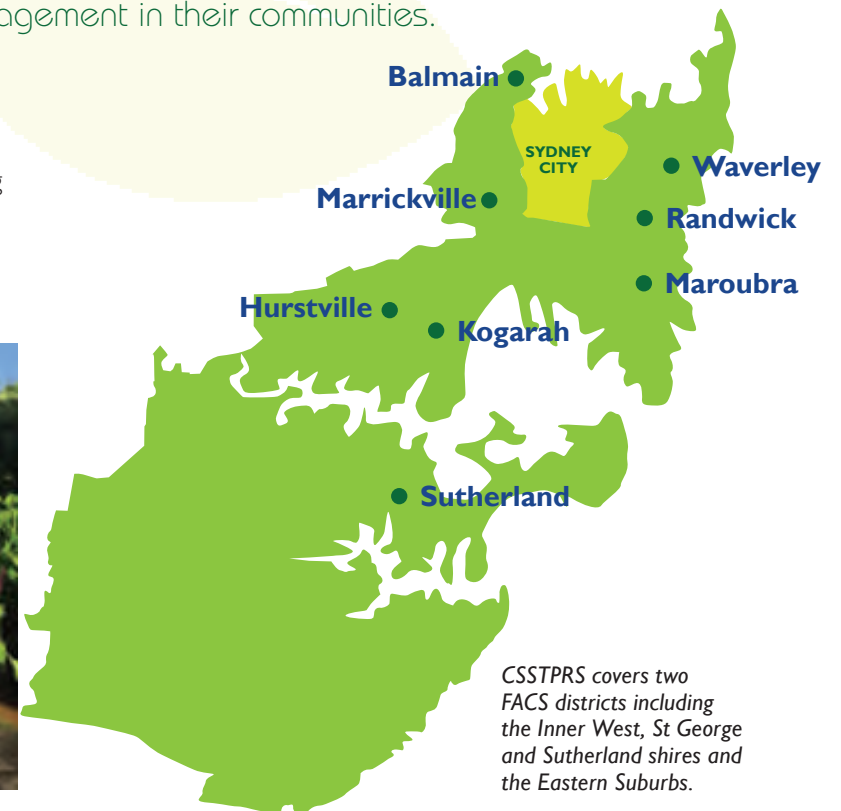 agement in their communities.
Balmain
SYDNEY
CITY
Waverley
Marrickville
Randwick
Maroubra
Hurstville
Kogarah
Sutherland
CSSTPRS covers two
FACS districts including
the Inner West, St George
and Sutherland shires and
the Eastern Suburbs.